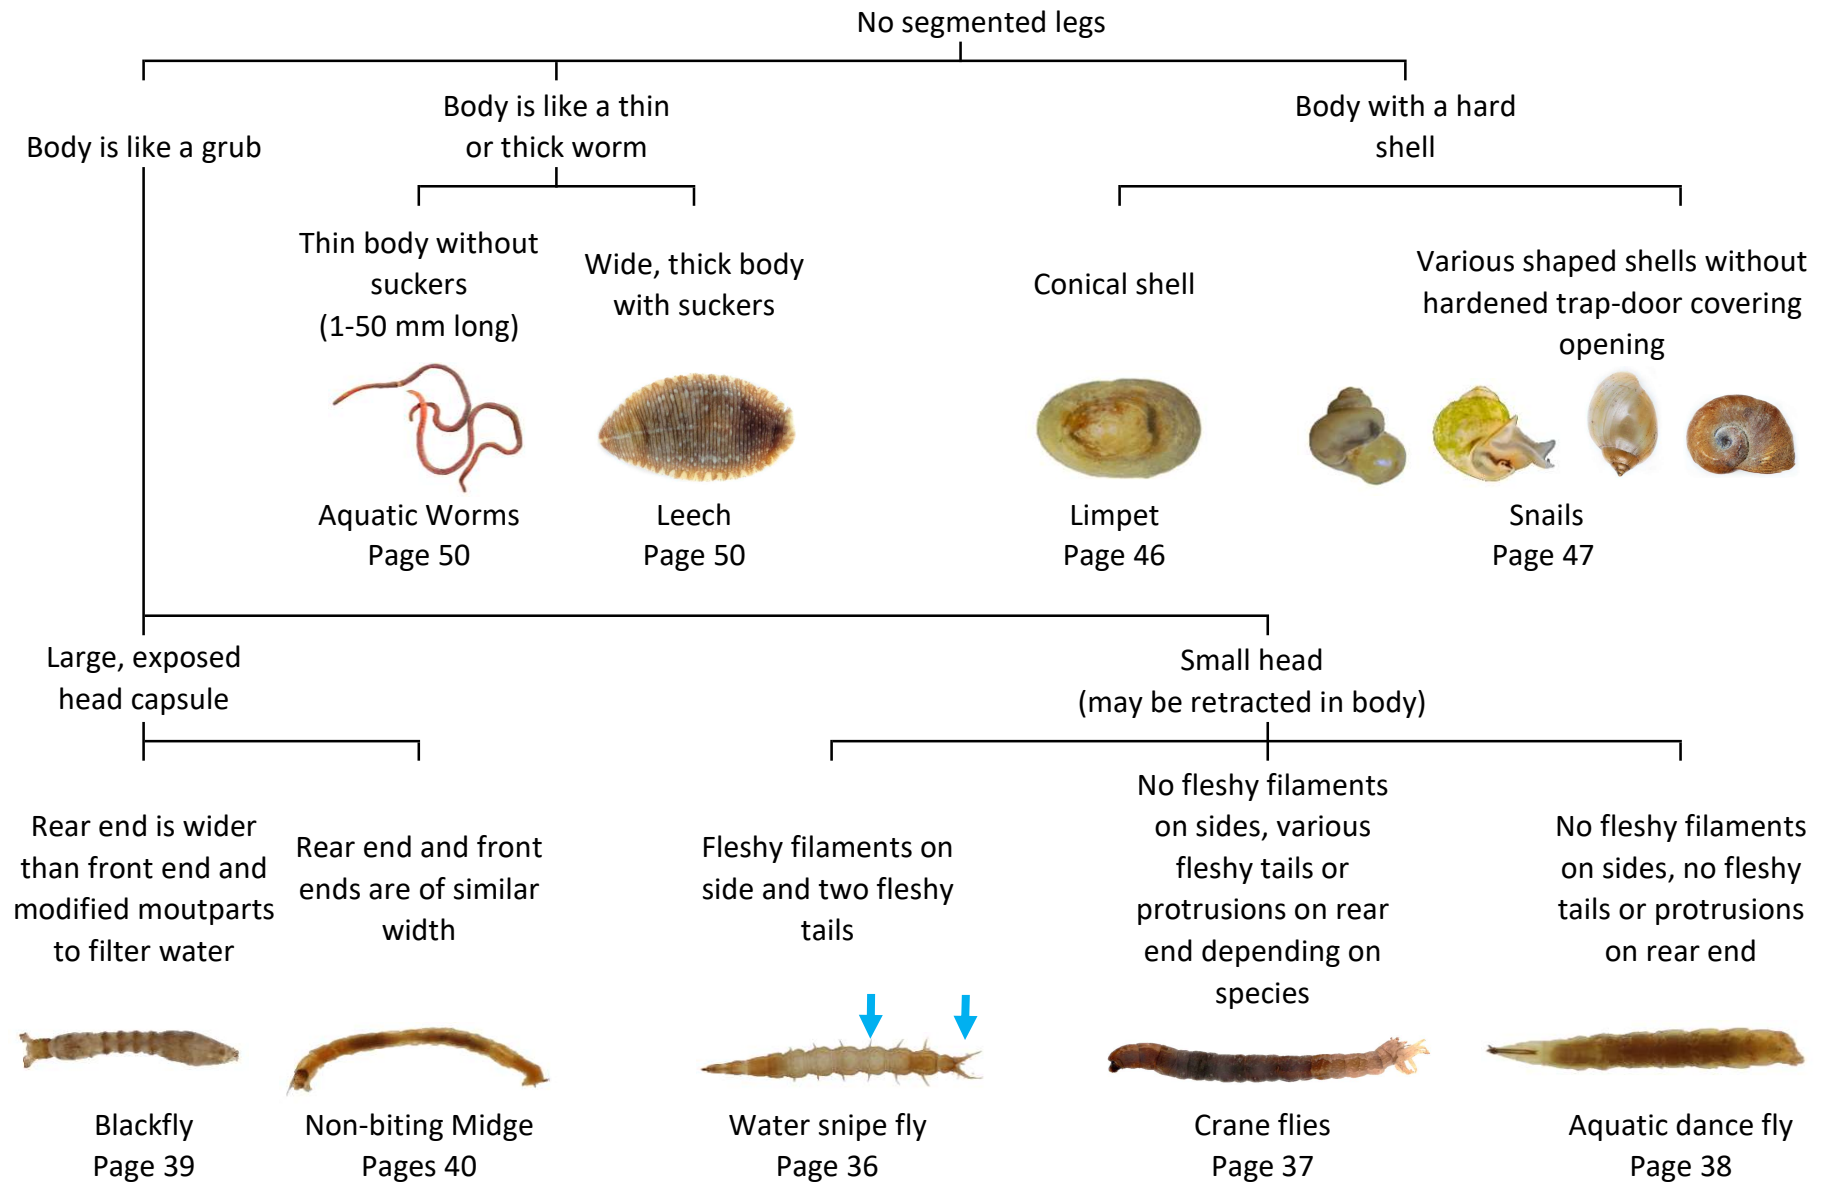 No segmented legs
Body is like a grub
Body is like a thin
or thick worm
Body with a hard
shell
Thin body without
suckers
(1-50 mm long)
Wide, thick body
with suckers
Conical shell
Various shaped shells without
hardened trap-door covering
opening
Aquatic Worms
Page 50
Leech
Page 50
Limpet
Page 46
Snails
Page 47
Large, exposed
head capsule
Small head
(may be retracted in body)
Rear end is wider
than front end and
modified moutparts
to filter water
Rear end and front
ends are of similar
width
Fleshy filaments on
side and two fleshy
tails
No fleshy filaments
on sides, various
fleshy tails or
protrusions on rear
end depending on
species
No fleshy filaments
on sides, no fleshy
tails or protrusions
on rear end
Blackfly
Page 39
Non-biting Midge
Pages 40
Water snipe fly
Page 36
Crane flies
Page 37
Aquatic dance fly
Page 38